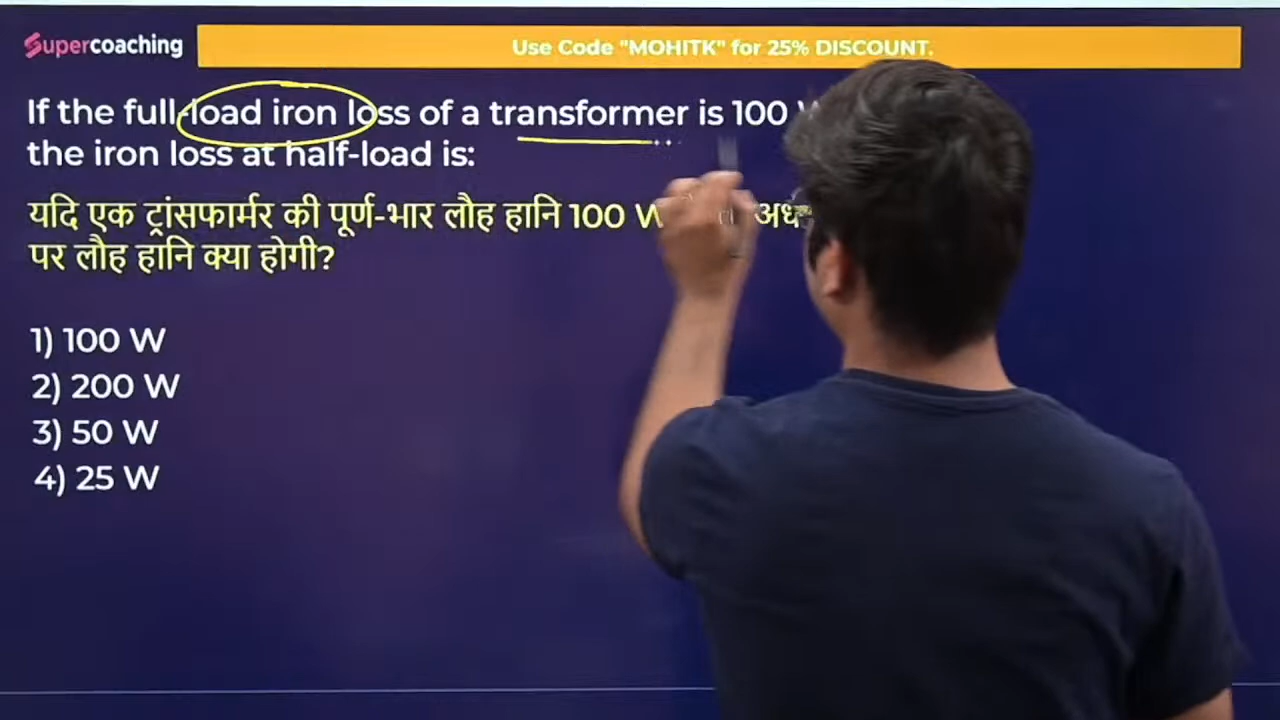 Supercoaching
Use Code "MOHITK" for 25% DISCOUNT.
If the full-load iron loss of a transformer is 100
the iron loss at half-load is:
यदि एक ट्रांसफार्मर की पूर्ण-भार लौह हानि 100 W
पर लौह हानि क्या होगी?
1) 100 W
2) 200 W
3) 50 W
4) 25 W